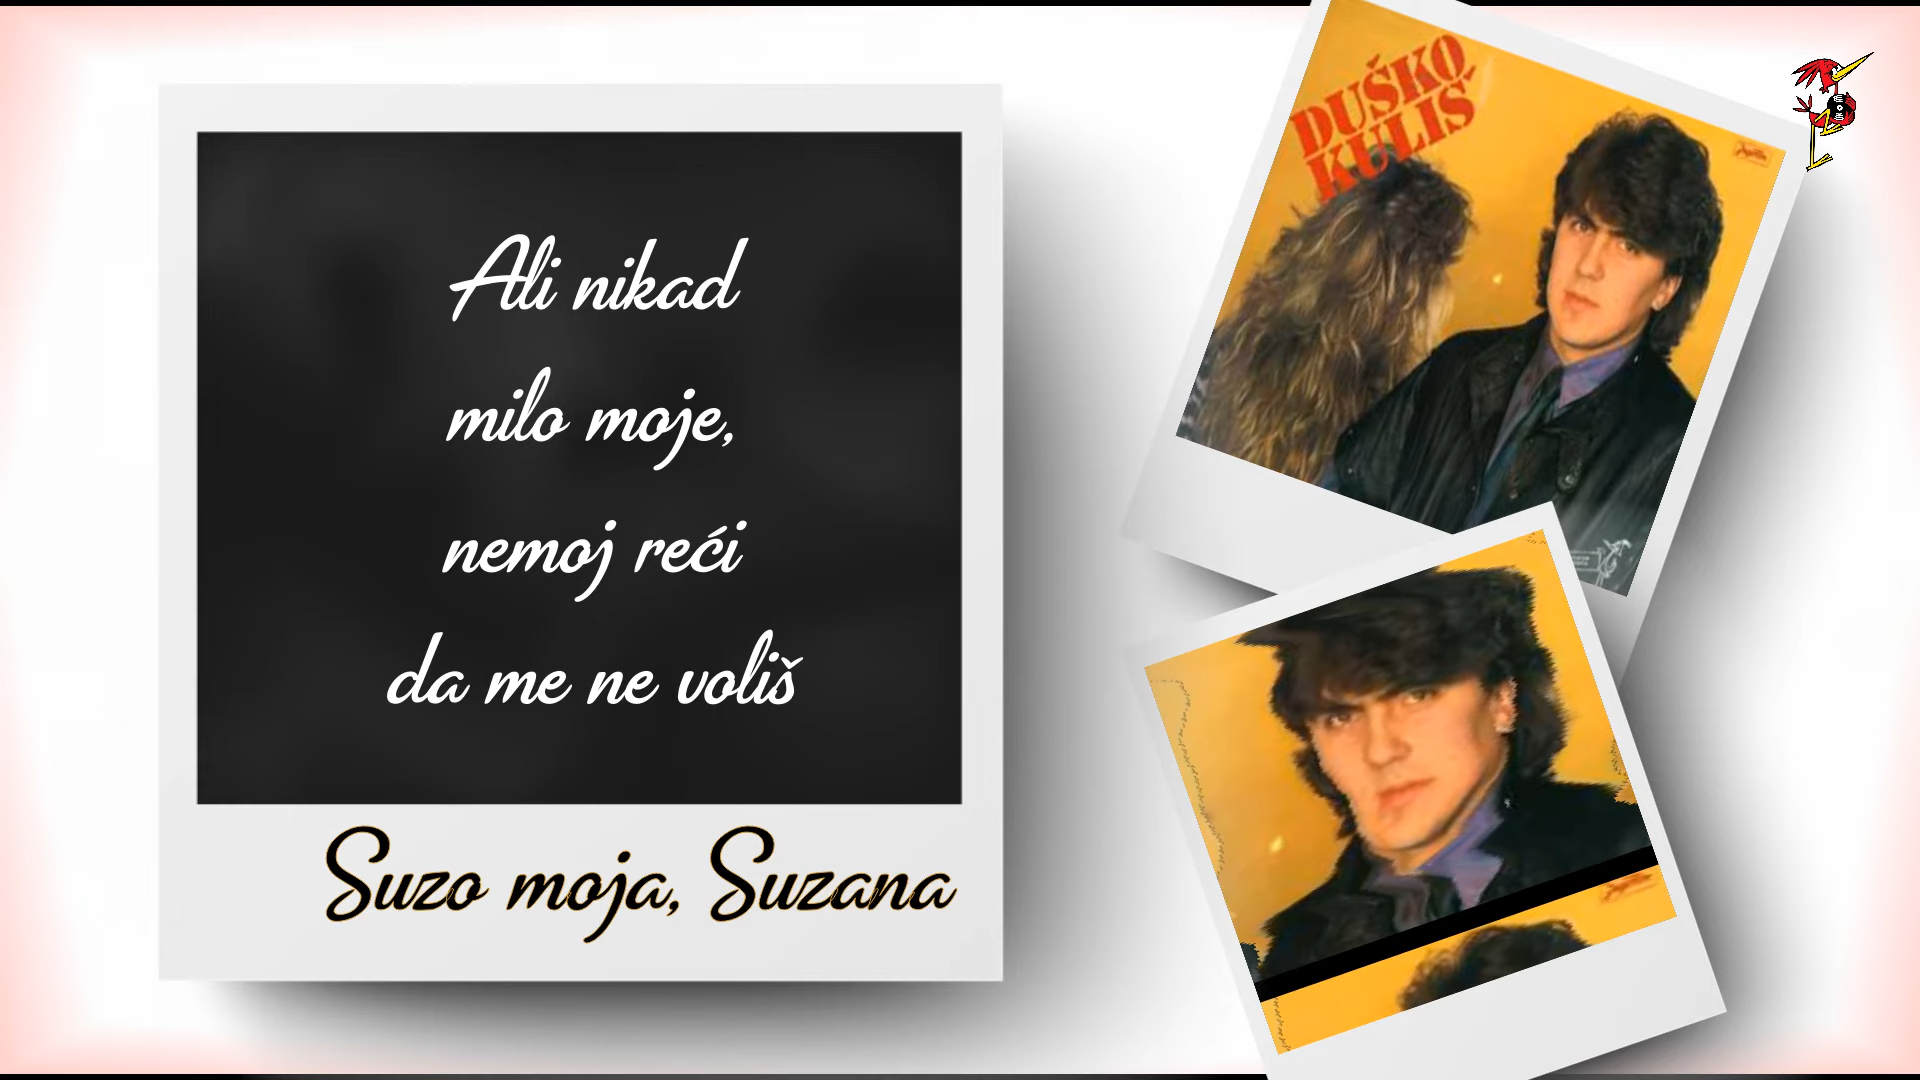 Ali nikad
milo moje,
nemoj reći
da me ne voliš
Suzo moja, Suzana
DUŠKO
KULIŠ